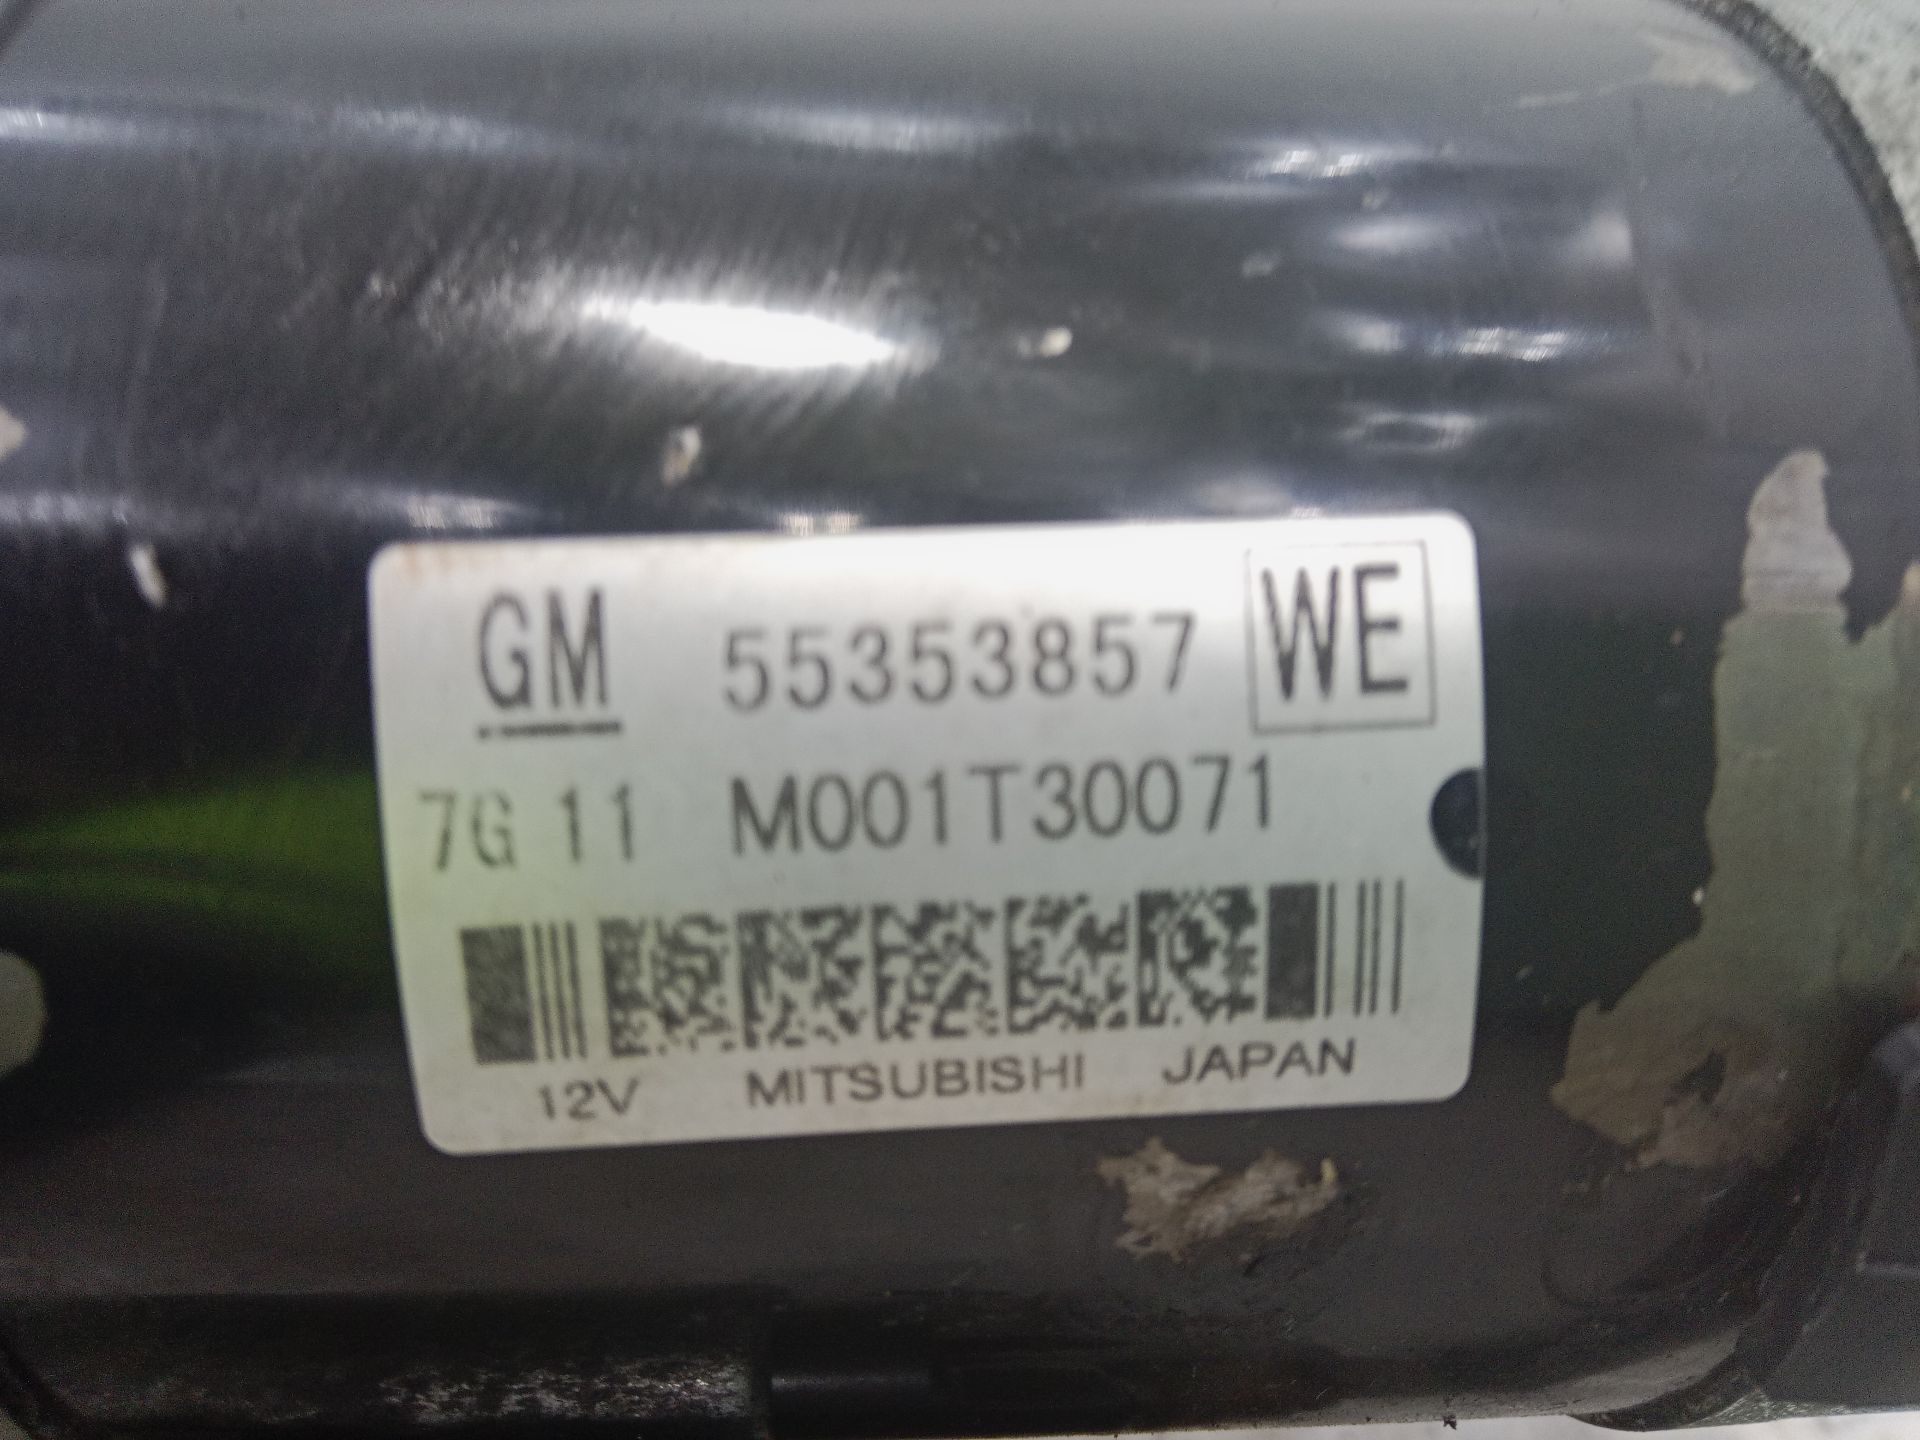 GM 55353857 WE
7G 11 M001T30071
12V MITSUBISHI JAPAN